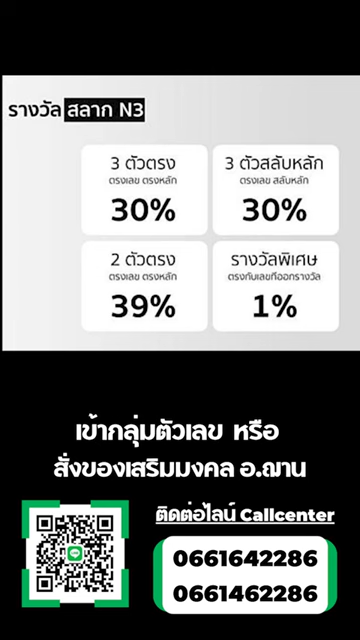 รางวัล สลาก N3
3 ตัวตรง
ตรงเลข ตรงหลัก
30%
3 ตัวสลับหลัก
ตรงเลข สลับหลัก
30%
2 ตัวตรง
ตรงเลข ตรงหลัก
39%
รางวัลพิเศษ
ตรงกับเลขที่ออกรางวัล
1%
เข้ากลุ่มตัวเลข หรือ
สั่งของเสริมมงคล อ.ฌาน
ติดต่อไลน์ Callcenter
0661642286
0661462286